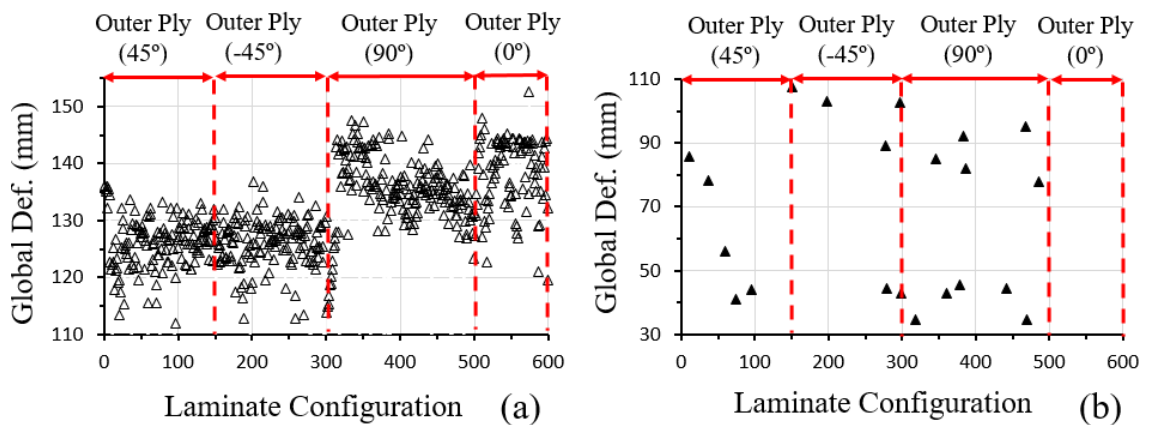 Outer Ply Outer Ply Outer Ply Outer Ply
(45º) (-45º) (90º) (0º)
Global Def. (mm)
150
140
130
120
110
0 100 200 300 400 500 600
Laminate Configuration (a)
Outer Ply Outer Ply Outer Ply Outer Ply
(45º) (-45º) (90º) (0º)
Global Def. (mm)
110
90
70
50
30
0 100 200 300 400 500 600
Laminate Configuration (b)